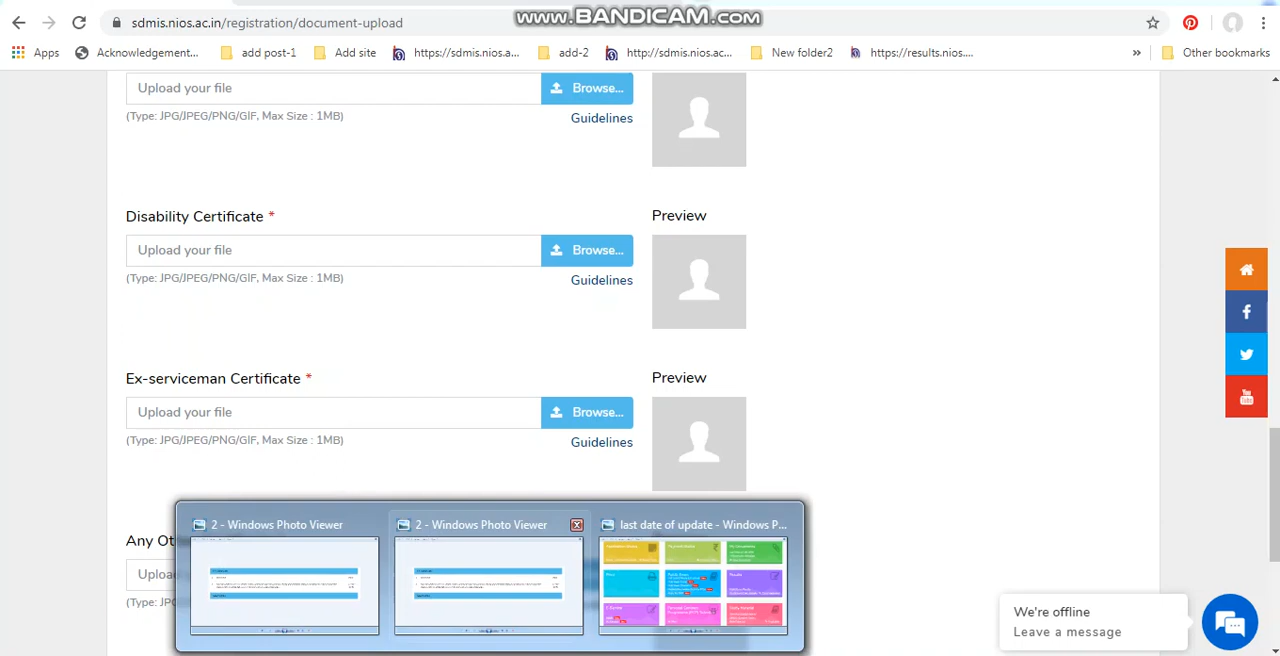 www.BANDICAM.com
sdmis.nios.ac.in/registration/document-upload
Apps
Acknowledgement...
add post-1
Add site
https://sdmis.nios.a...
add-2
http://sdmis.nios.ac...
New folder2
https://results.nios....
»
Other bookmarks
Upload your file
Browse...
(Type: JPG/JPEG/PNG/GIF, Max Size : 1MB)
Guidelines
Disability Certificate *
Preview
Upload your file
Browse...
(Type: JPG/JPEG/PNG/GIF, Max Size : 1MB)
Guidelines
Ex-serviceman Certificate *
Preview
Upload your file
Browse...
(Type: JPG/JPEG/PNG/GIF, Max Size : 1MB)
Guidelines
2 - Windows Photo Viewer
2 - Windows Photo Viewer
last date of update - Windows P...
Any Ot
Uploa
(Type: JPG
We're offline
Leave a message